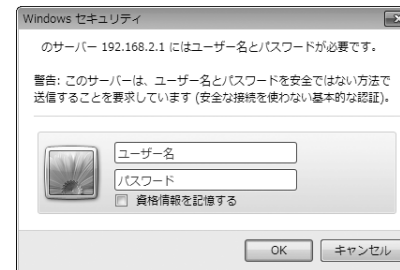 Windows セキュリティ
のサーバー 192.168.2.1 にはユーザー名とパスワードが必要です。
警告: このサーバーは、ユーザー名とパスワードを安全ではない方法で
送信することを要求しています (安全な接続を使わない基本的な認証)。
ユーザー名
パスワード
資格情報を記憶する
OK
キャンセル